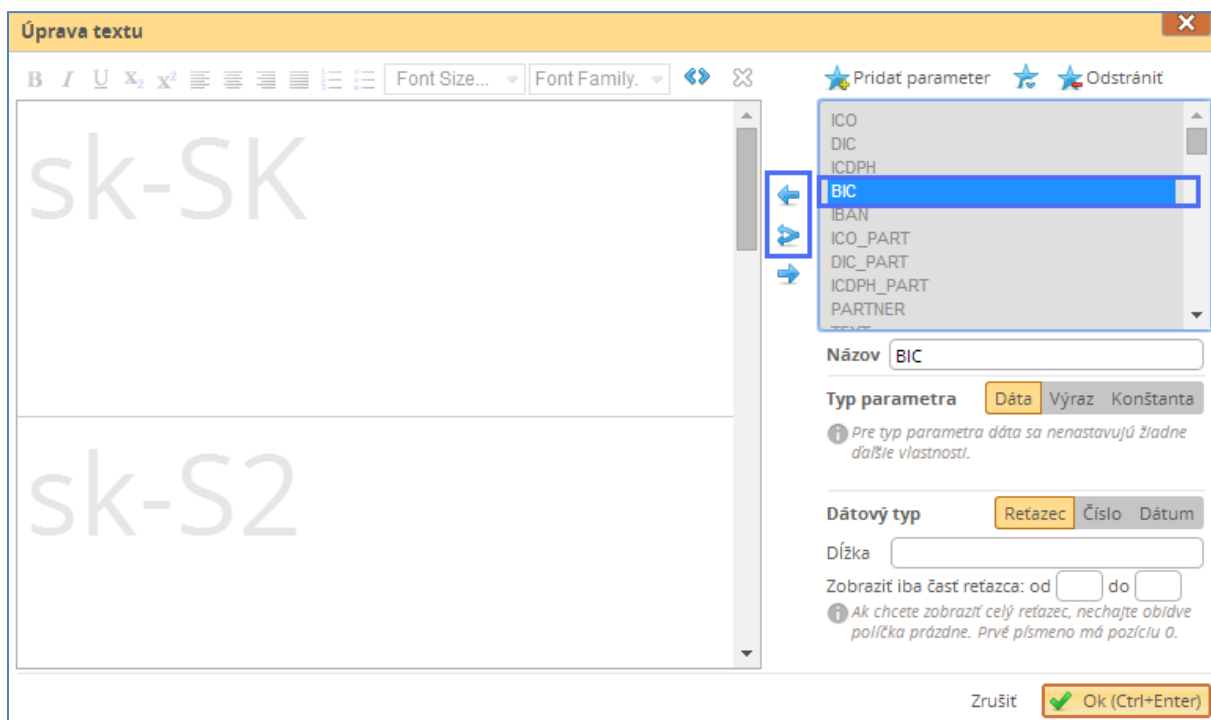 Úprava textu
B I U X₂ X² Font Size... Font Family.
Pridať parameter Odstrániť
sk-SK
sk-S2
ICO
DIC
ICDPH
BIC
IBAN
ICO_PART
DIC_PART
ICDPH_PART
PARTNER
TEXT
Názov BIC
Typ parametra Dáta Výraz Konštanta
Pre typ parametra dáta sa nenastavujú žiadne
ďalšie vlastnosti.
Dátový typ Reťazec Číslo Dátum
Dĺžka
Zobraziť iba časť reťazca: od do
Ak chcete zobraziť celý reťazec, nechajte obidve
políčka prázdne. Prvé písmeno má pozíciu 0.
Zrušiť Ok (Ctrl+Enter)